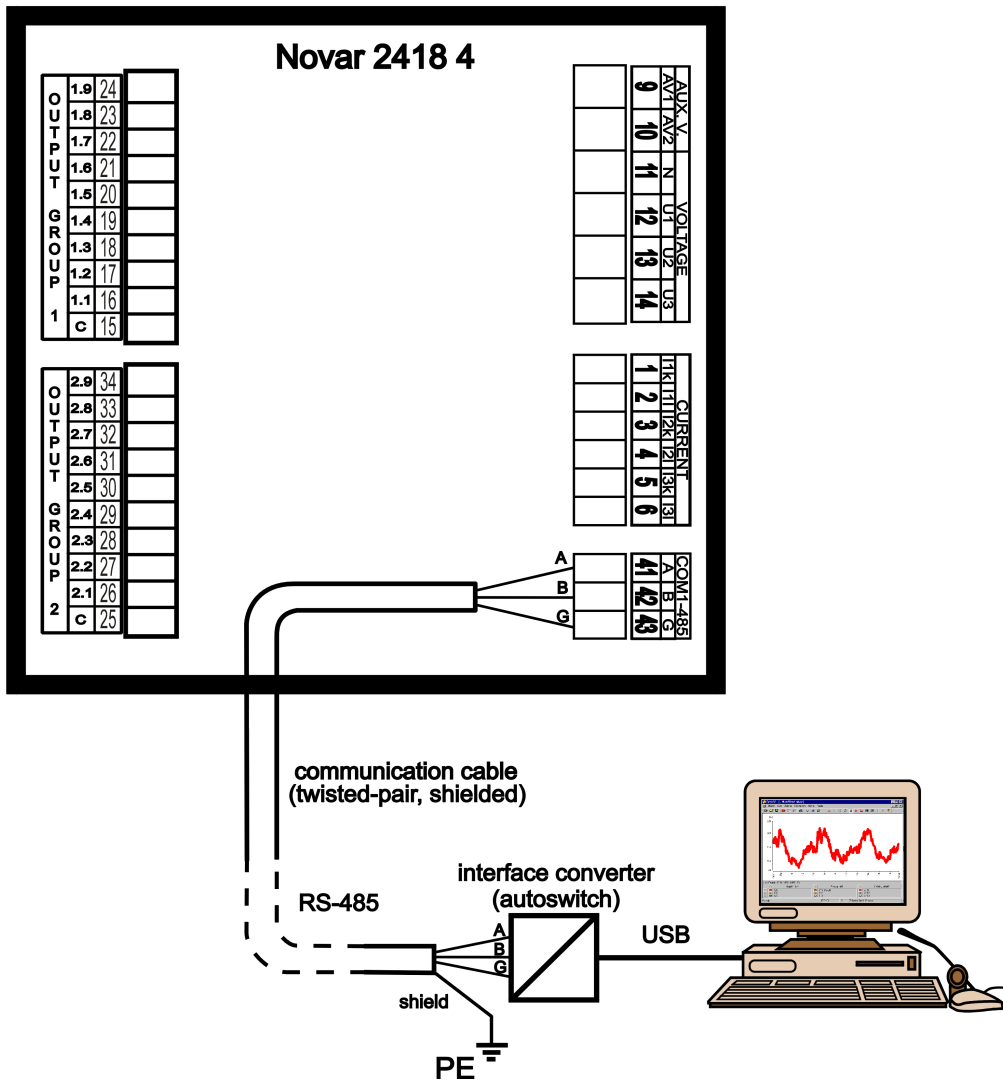 Novar 2418 4
OUTPUT GROUP 1
1.9 24
1.8 23
1.7 22
1.6 21
1.5 20
1.4 19
1.3 18
1.2 17
1.1 16
C 15
OUTPUT GROUP 2
2.9 34
2.8 33
2.7 32
2.6 31
2.5 30
2.4 29
2.3 28
2.2 27
2.1 26
C 25
AUX. V.
9 AV1
10 AV2
VOLTAGE
11 N
12 U1
13 U2
14 U3
CURRENT
1 I1k
2 I1l
3 I2k
4 I2l
5 I3k
6 I3l
COM1-485
A 41 A
B 42 B
G 43 G
communication cable
(twisted-pair, shielded)
RS-485
interface converter
(autoswitch)
A
B
G
USB
shield
PE